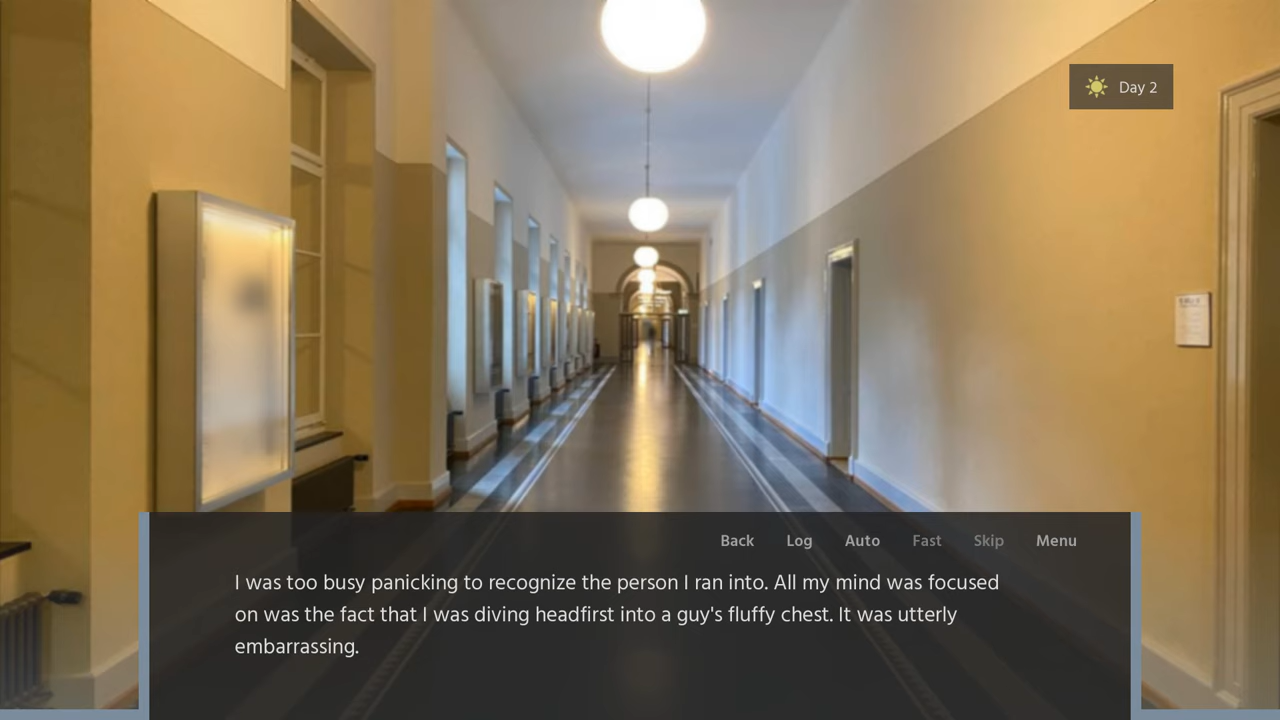 Day 2
Back Log Auto Fast Skip Menu
I was too busy panicking to recognize the person I ran into. All my mind was focused
on was the fact that I was diving headfirst into a guy's fluffy chest. It was utterly
embarrassing.